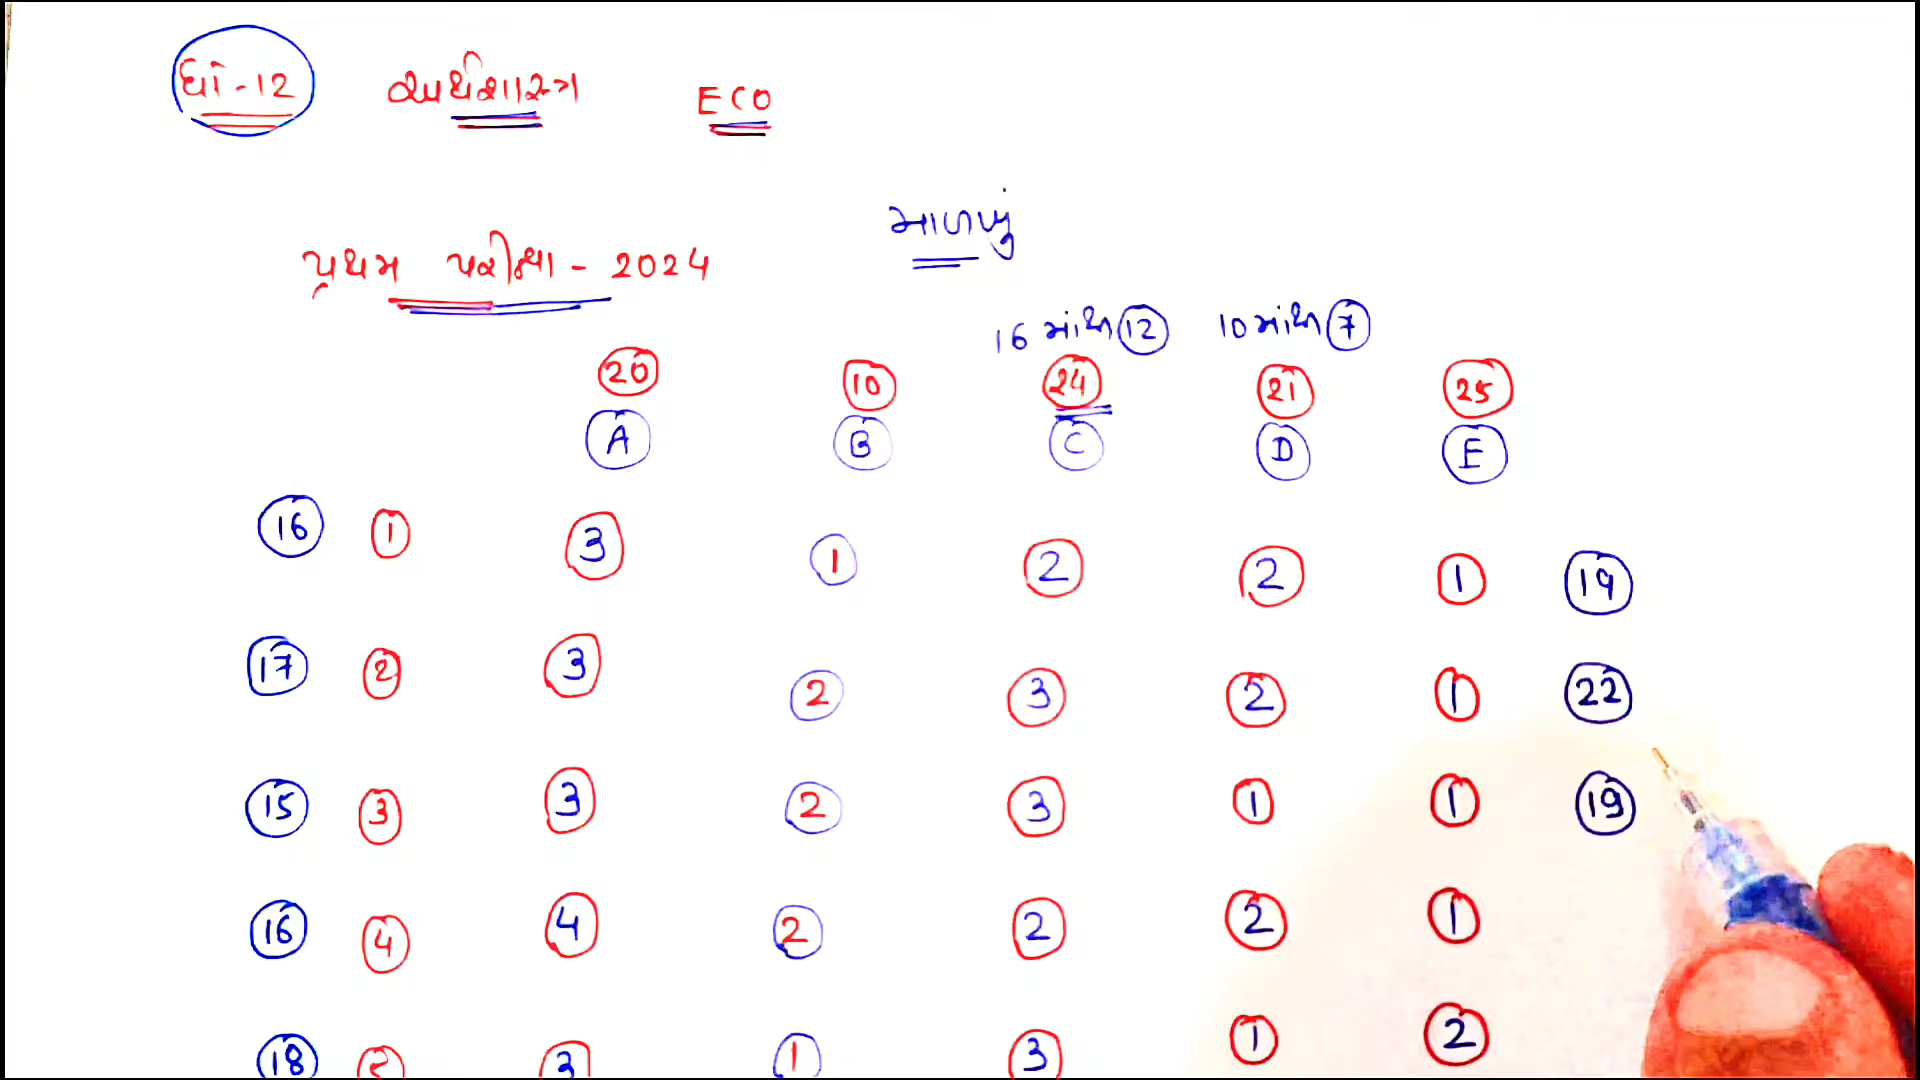 ધો-12 અર્થશાસ્ત્ર ECO
માળખું
પ્રથમ પરીક્ષા - 2024
16 માંથી 12 10 માંથી 7
20 10 24 21 25
A B C D E
16 1 3 1 2 2 1 19
17 2 3 2 3 2 1 22
15 3 3 2 3 1 1 19
16 4 4 2 2 2 1
18 3 1 3 1 2